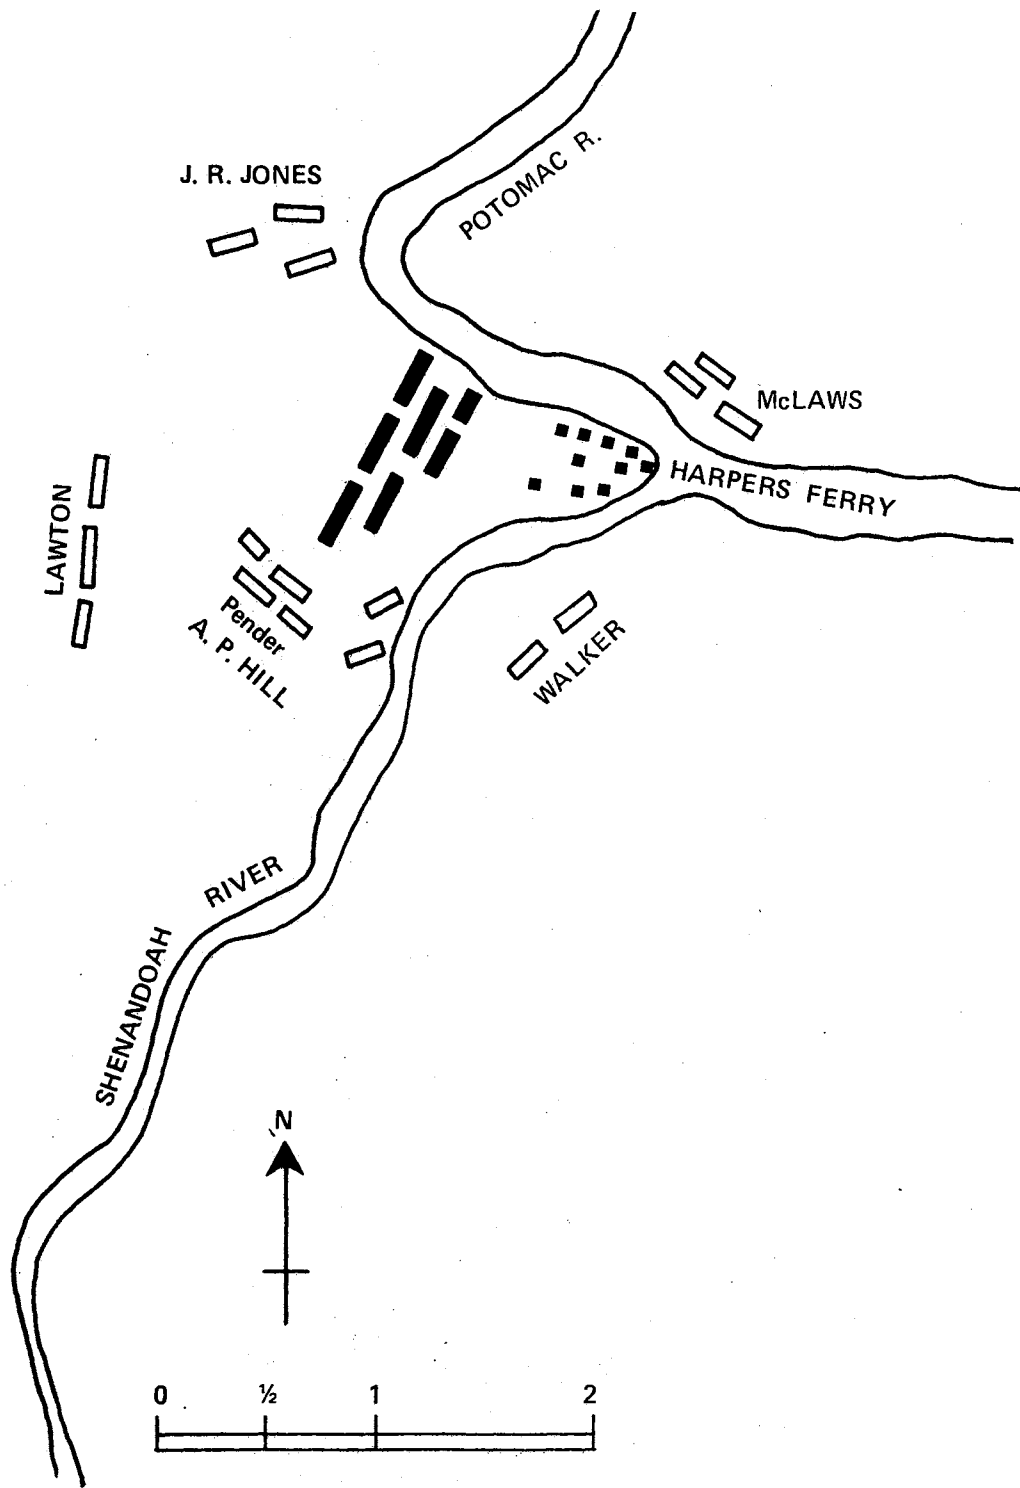 J. R. JONES
POTOMAC R.
McLAWS
HARPERS FERRY
LAWTON
Pender
A. P. HILL
WALKER
RIVER
SHENANDOAH
N
0 ½ 1 2